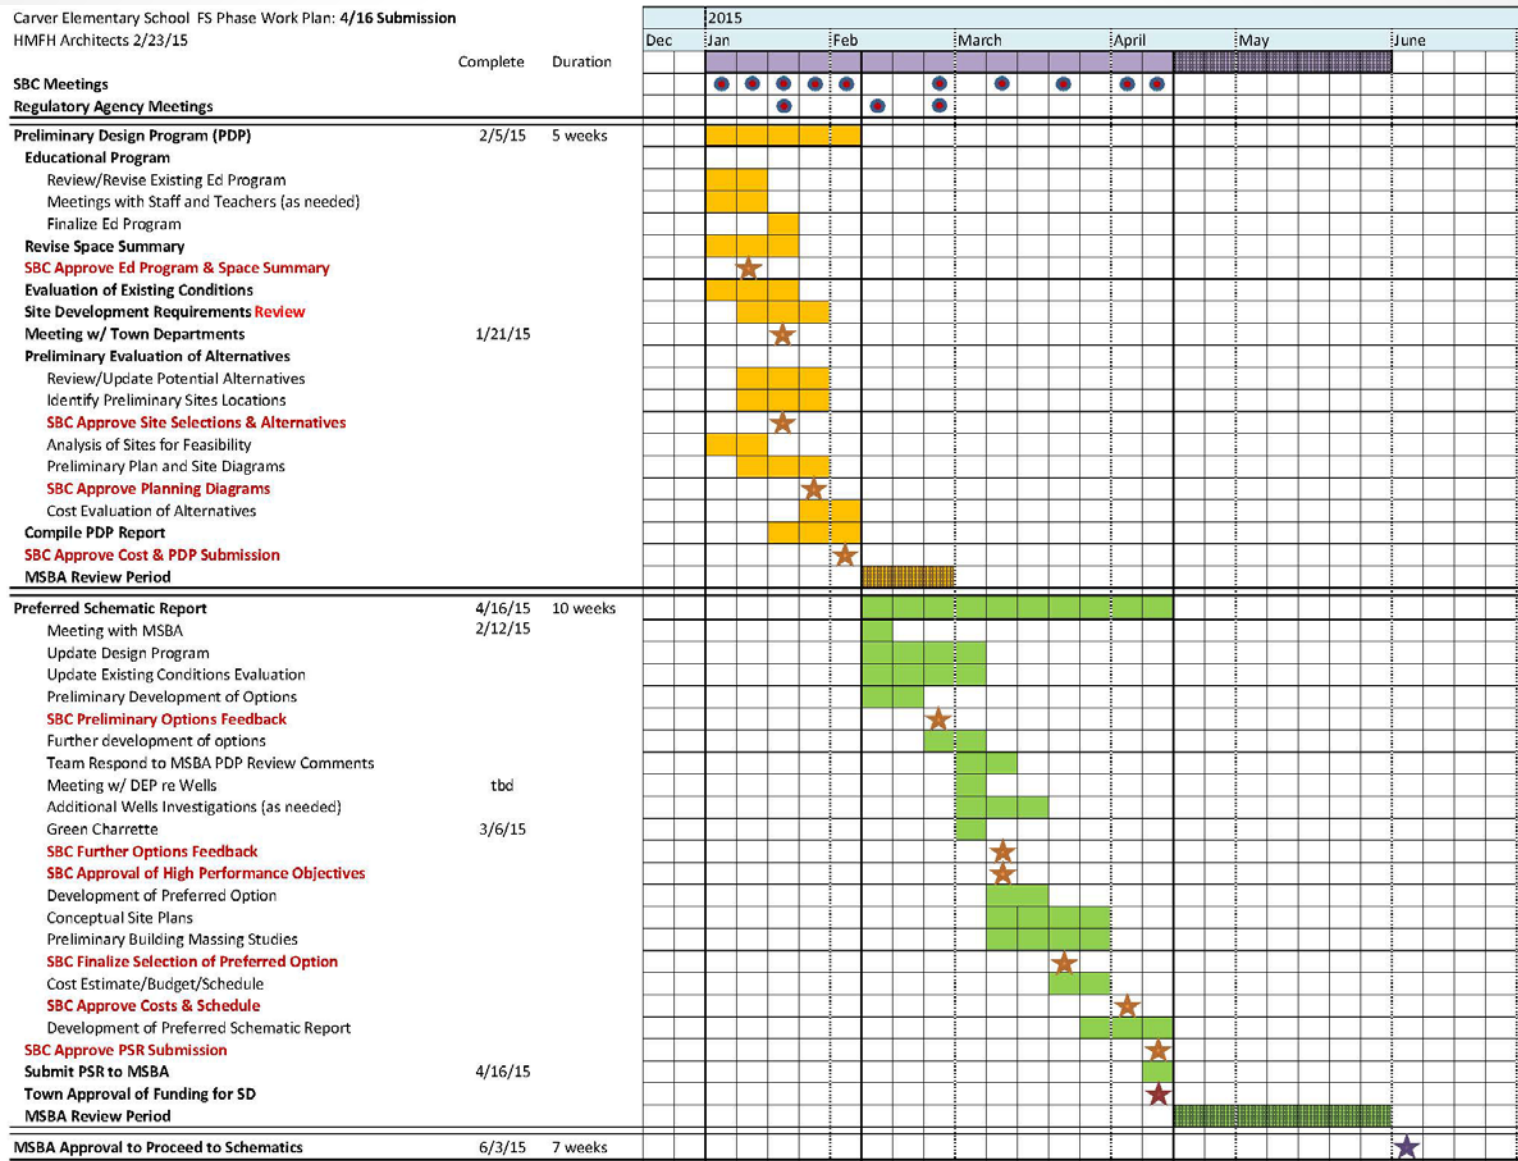 Carver Elementary School FS Phase Work Plan: 4/16 Submission
2015
HMFH Architects 2/23/15
Dec Jan Feb March April May June
Complete Duration
SBC Meetings
Regulatory Agency Meetings
Preliminary Design Program (PDP) 2/5/15 5 weeks
Educational Program
Review/Revise Existing Ed Program
Meetings with Staff and Teachers (as needed)
Finalize Ed Program
Revise Space Summary
SBC Approve Ed Program & Space Summary
Evaluation of Existing Conditions
Site Development Requirements Review
Meeting w/ Town Departments 1/21/15
Preliminary Evaluation of Alternatives
Review/Update Potential Alternatives
Identify Preliminary Sites Locations
SBC Approve Site Selections & Alternatives
Analysis of Sites for Feasibility
Preliminary Plan and Site Diagrams
SBC Approve Planning Diagrams
Cost Evaluation of Alternatives
Compile PDP Report
SBC Approve Cost & PDP Submission
MSBA Review Period
Preferred Schematic Report 4/16/15 10 weeks
Meeting with MSBA 2/12/15
Update Design Program
Update Existing Conditions Evaluation
Preliminary Development of Options
SBC Preliminary Options Feedback
Further development of options
Team Respond to MSBA PDP Review Comments
Meeting w/ DEP re Wells tbd
Additional Wells Investigations (as needed)
Green Charrette 3/6/15
SBC Further Options Feedback
SBC Approval of High Performance Objectives
Development of Preferred Option
Conceptual Site Plans
Preliminary Building Massing Studies
SBC Finalize Selection of Preferred Option
Cost Estimate/Budget/Schedule
SBC Approve Costs & Schedule
Development of Preferred Schematic Report
SBC Approve PSR Submission
Submit PSR to MSBA 4/16/15
Town Approval of Funding for SD
MSBA Review Period
MSBA Approval to Proceed to Schematics 6/3/15 7 weeks